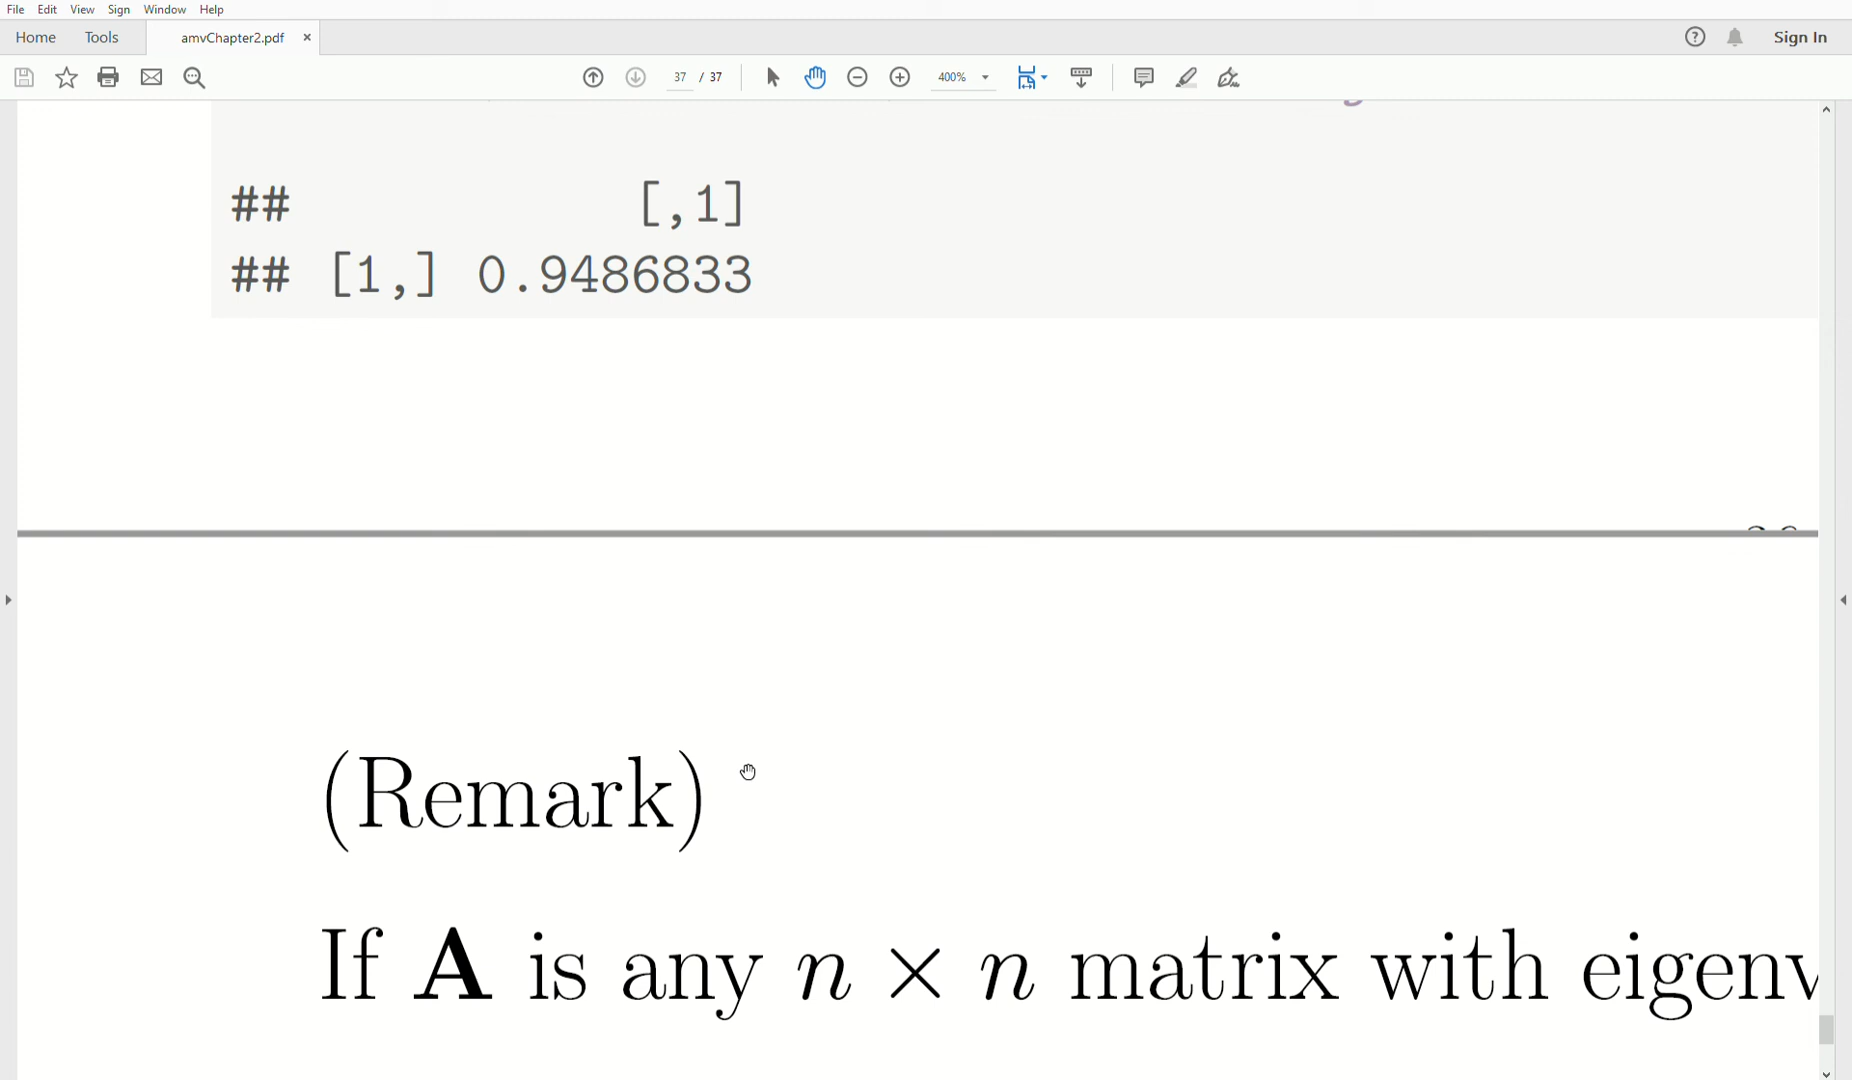 File Edit View Sign Window Help
Home Tools amvChapter2.pdf × Sign In
37 / 37 400%
## [,1]
## [1,] 0.9486833
(Remark)
If A is any n × n matrix with eigenv